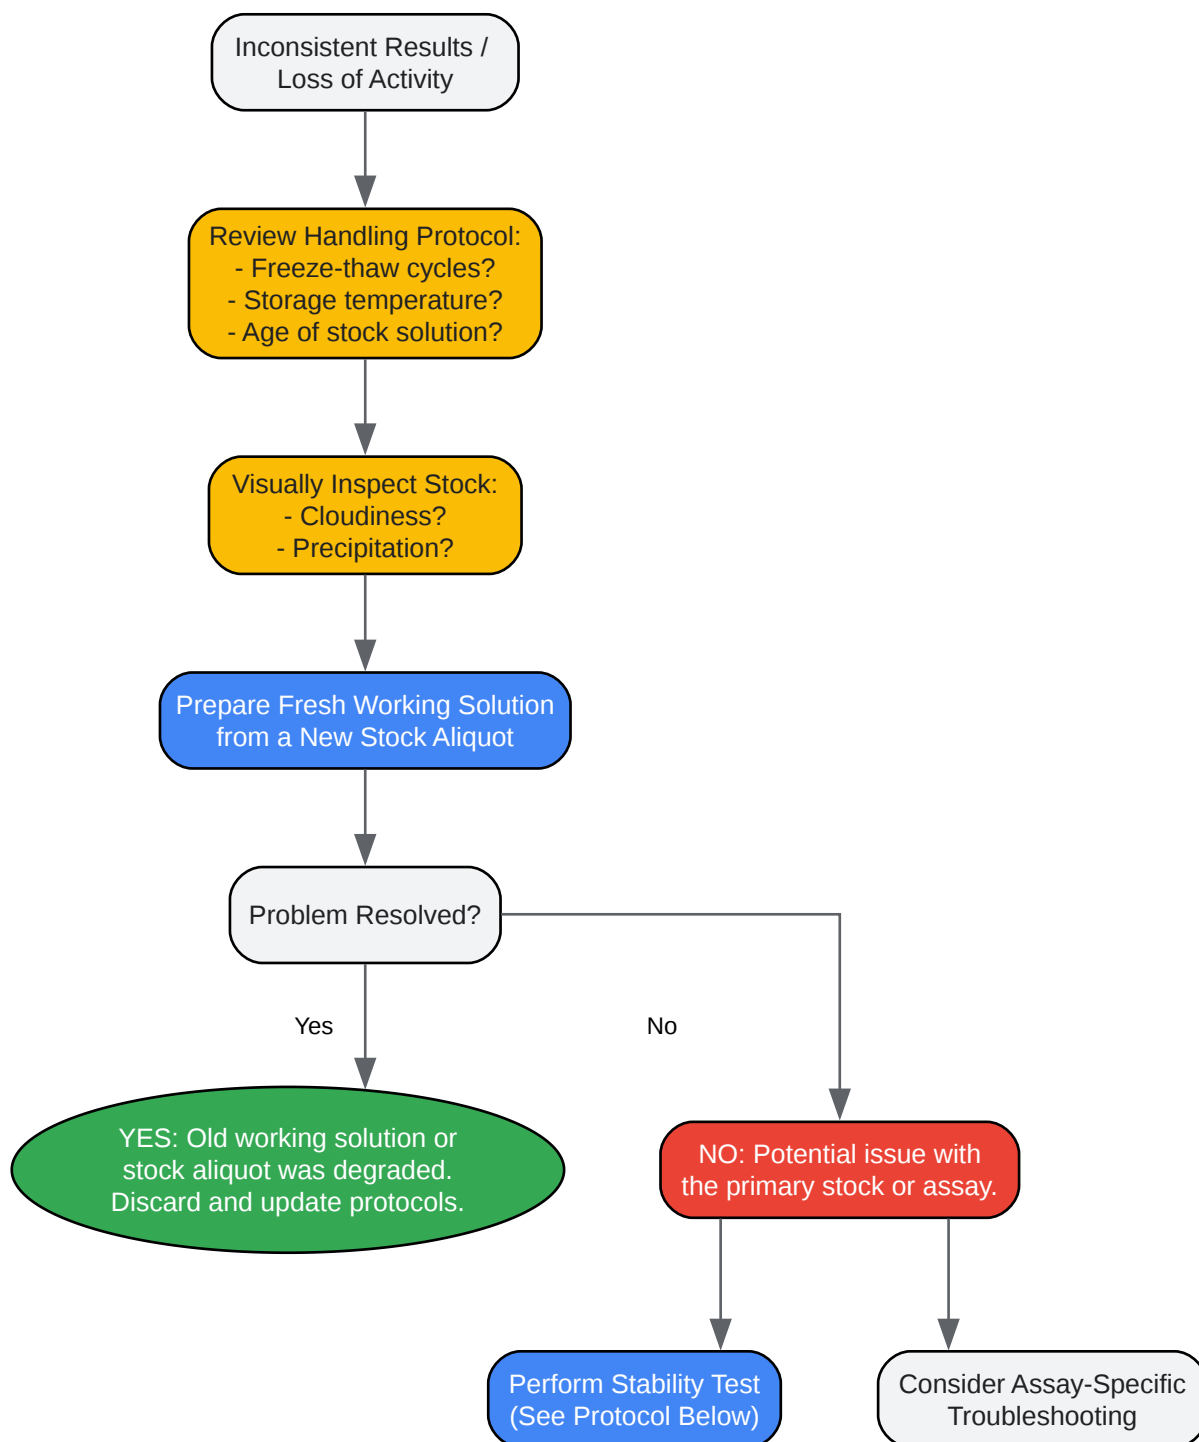 Inconsistent Results /
Loss of Activity
Review Handling Protocol:
- Freeze-thaw cycles?
- Storage temperature?
- Age of stock solution?
Visually Inspect Stock:
- Cloudiness?
- Precipitation?
Prepare Fresh Working Solution
from a New Stock Aliquot
Problem Resolved?
Yes
No
YES: Old working solution or
stock aliquot was degraded.
Discard and update protocols.
NO: Potential issue with
the primary stock or assay.
Perform Stability Test
(See Protocol Below)
Consider Assay-Specific
Troubleshooting